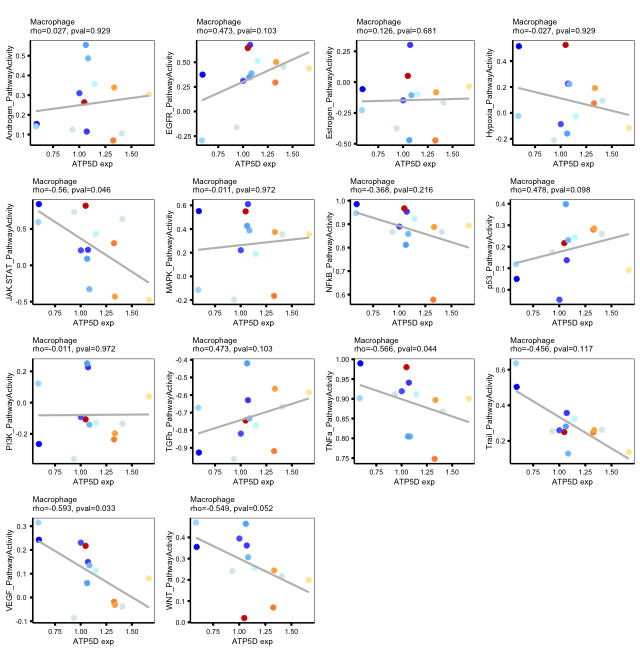 Macrophage
rho=0.027, pval=0.929
Androgen_PathwayActivity
0.5
0.4
0.3
0.2
0.1
0.75
1.00
1.25
1.50
ATP5D exp
Macrophage
rho=0.473, pval=0.103
EGFR_PathwayActivity
0.50
0.25
0.00
-0.25
0.75
1.00
1.25
1.50
ATP5D exp
Macrophage
rho=0.126, pval=0.681
Estrogen_PathwayActivity
0.25
0.00
-0.25
-0.50
0.75
1.00
1.25
1.50
ATP5D exp
Macrophage
rho=-0.027, pval=0.929
Hypoxia_PathwayActivity
0.4
0.2
0.0
-0.2
0.75
1.00
1.25
1.50
ATP5D exp
Macrophage
rho=-0.56, pval=0.046
JAK-STAT_PathwayActivity
0.5
0.0
-0.5
0.75
1.00
1.25
1.50
ATP5D exp
Macrophage
rho=-0.011, pval=0.972
MAPK_PathwayActivity
0.6
0.4
0.2
0.0
-0.2
0.75
1.00
1.25
1.50
ATP5D exp
Macrophage
rho=-0.368, pval=0.216
NFkB_PathwayActivity
1.0
0.9
0.8
0.7
0.6
0.75
1.00
1.25
1.50
ATP5D exp
Macrophage
rho=0.478, pval=0.098
p53_PathwayActivity
0.4
0.3
0.2
0.1
0.0
0.75
1.00
1.25
1.50
ATP5D exp
Macrophage
rho=-0.011, pval=0.972
PI3K_PathwayActivity
0.2
0.0
-0.2
0.75
1.00
1.25
1.50
ATP5D exp
Macrophage
rho=0.473, pval=0.103
TGFb_PathwayActivity
-0.4
-0.5
-0.6
-0.7
-0.8
-0.9
0.75
1.00
1.25
1.50
ATP5D exp
Macrophage
rho=-0.566, pval=0.044
TNFa_PathwayActivity
1.00
0.95
0.90
0.85
0.80
0.75
0.75
1.00
1.25
1.50
ATP5D exp
Macrophage
rho=-0.456, pval=0.117
Trail_PathwayActivity
0.6
0.4
0.2
0.75
1.00
1.25
1.50
ATP5D exp
Macrophage
rho=-0.593, pval=0.033
VEGF_PathwayActivity
0.3
0.2
0.1
0.0
-0.1
0.75
1.00
1.25
1.50
ATP5D exp
Macrophage
rho=-0.549, pval=0.052
WNT_PathwayActivity
0.4
0.3
0.2
0.1
0.0
0.75
1.00
1.25
1.50
ATP5D exp